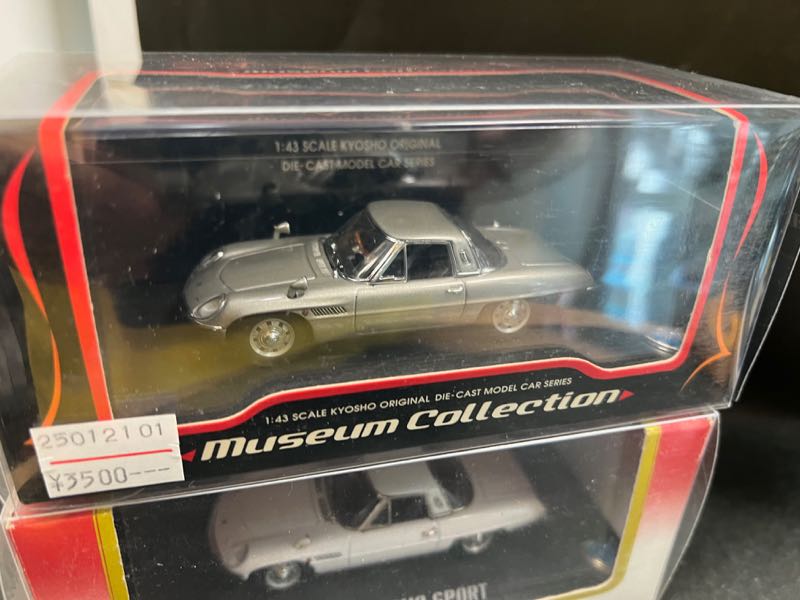 1:43 SCALE KYOSHO ORIGINAL
DIE-CAST MODEL CAR SERIES
1:43 SCALE KYOSHO ORIGINAL DIE-CAST MODEL CAR SERIES
Museum Collection
25012101
¥3500---
SPORT